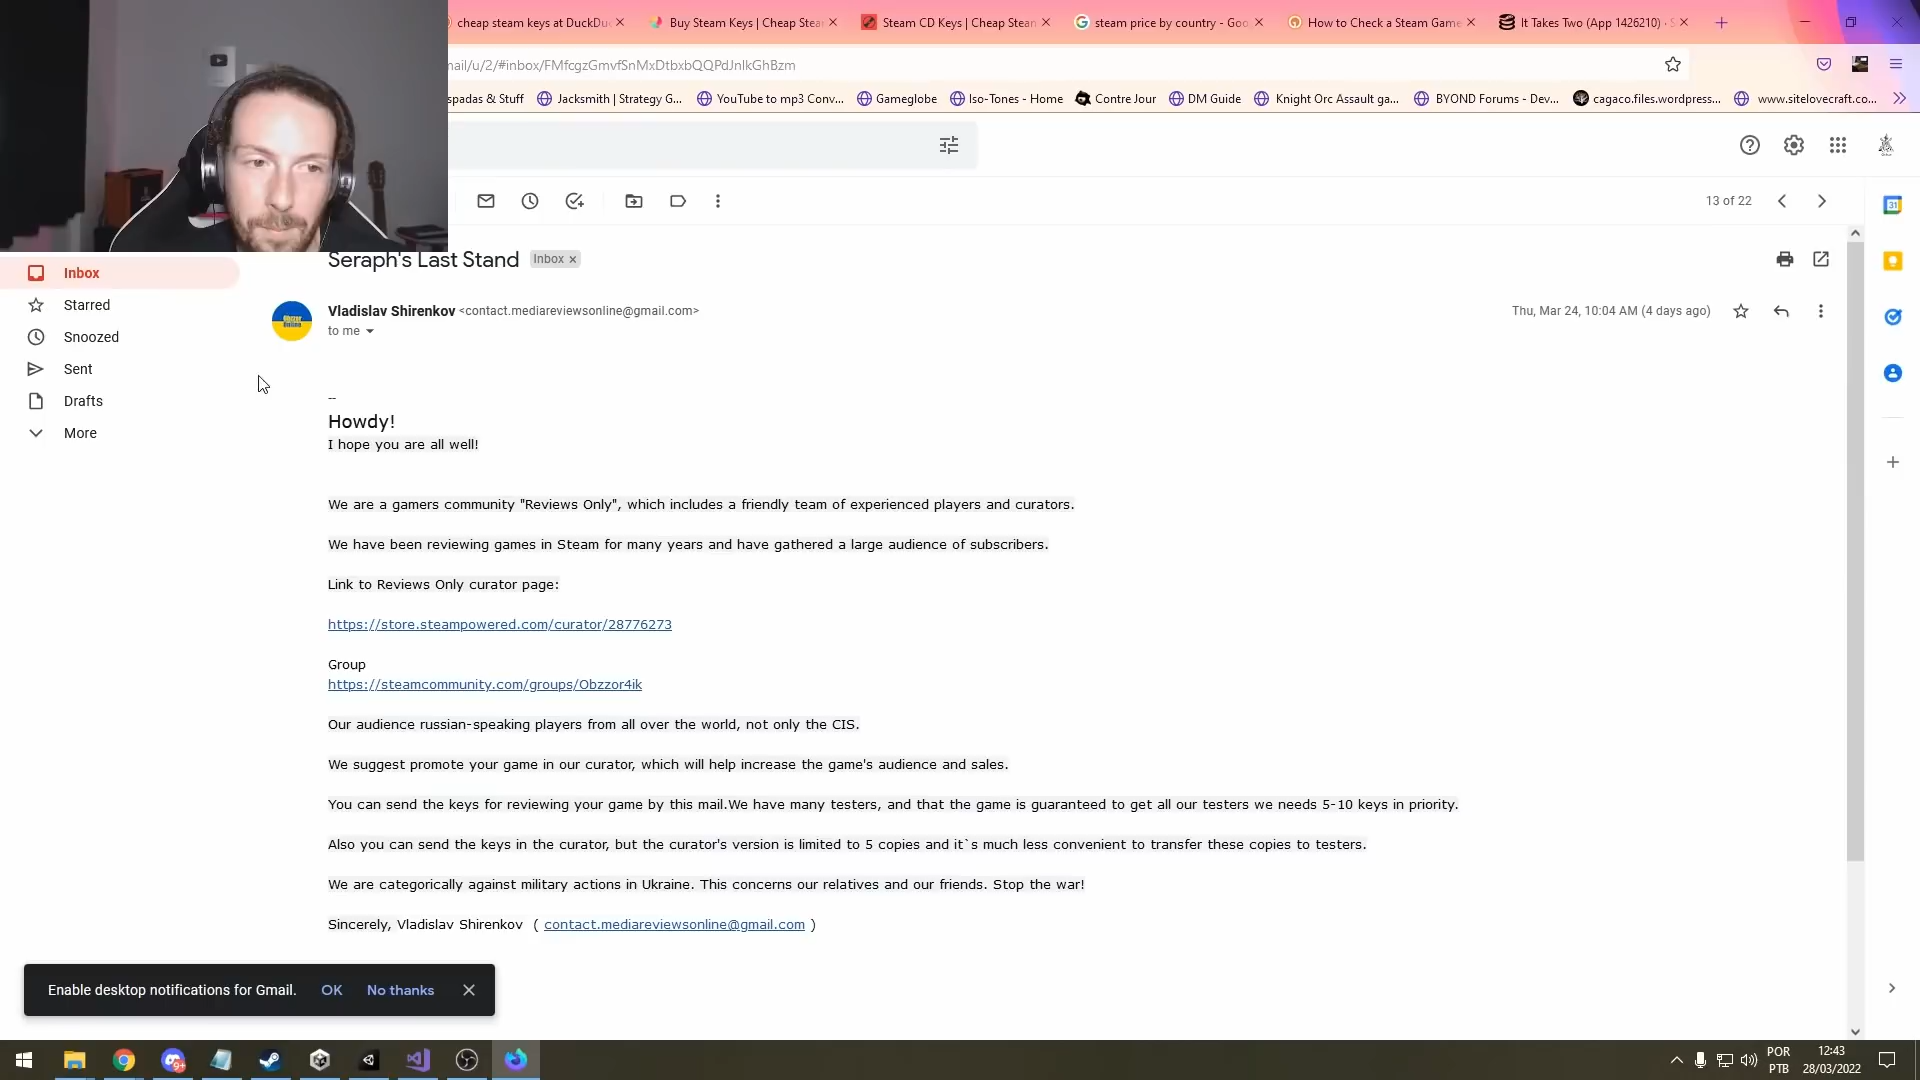 cheap steam keys at DuckDu
Buy Steam Keys | Cheap Stea
Steam CD Keys | Cheap Steam
steam price by country - Goo
How to Check a Steam Game
It Takes Two (App 1426210) ·
mail/u/2/#inbox/FMfcgzGmvfSnMxDtbxbQQPdJnlkGhBzm
spadas & Stuff
Jacksmith | Strategy G...
YouTube to mp3 Conv...
Gameglobe
Iso-Tones - Home
Contre Jour
DM Guide
Knight Orc Assault ga...
BYOND Forums - Dev...
cagaco.files.wordpress...
www.sitelovecraft.co...
13 of 22
31
Seraph's Last Stand
Inbox ×
Inbox
Starred
Snoozed
Sent
Drafts
More
Vladislav Shirenkov <contact.mediareviewsonline@gmail.com>
Thu, Mar 24, 10:04 AM (4 days ago)
to me
--
Howdy!
I hope you are all well!
We are a gamers community "Reviews Only", which includes a friendly team of experienced players and curators.
We have been reviewing games in Steam for many years and have gathered a large audience of subscribers.
Link to Reviews Only curator page:
https://store.steampowered.com/curator/28776273
Group
https://steamcommunity.com/groups/Obzzor4ik
Our audience russian-speaking players from all over the world, not only the CIS.
We suggest promote your game in our curator, which will help increase the game's audience and sales.
You can send the keys for reviewing your game by this mail.We have many testers, and that the game is guaranteed to get all our testers we needs 5-10 keys in priority.
Also you can send the keys in the curator, but the curator's version is limited to 5 copies and it`s much less convenient to transfer these copies to testers.
We are categorically against military actions in Ukraine. This concerns our relatives and our friends. Stop the war!
Sincerely, Vladislav Shirenkov ( contact.mediareviewsonline@gmail.com )
Enable desktop notifications for Gmail. OK No thanks
9+
POR
PTB
12:43
28/03/2022